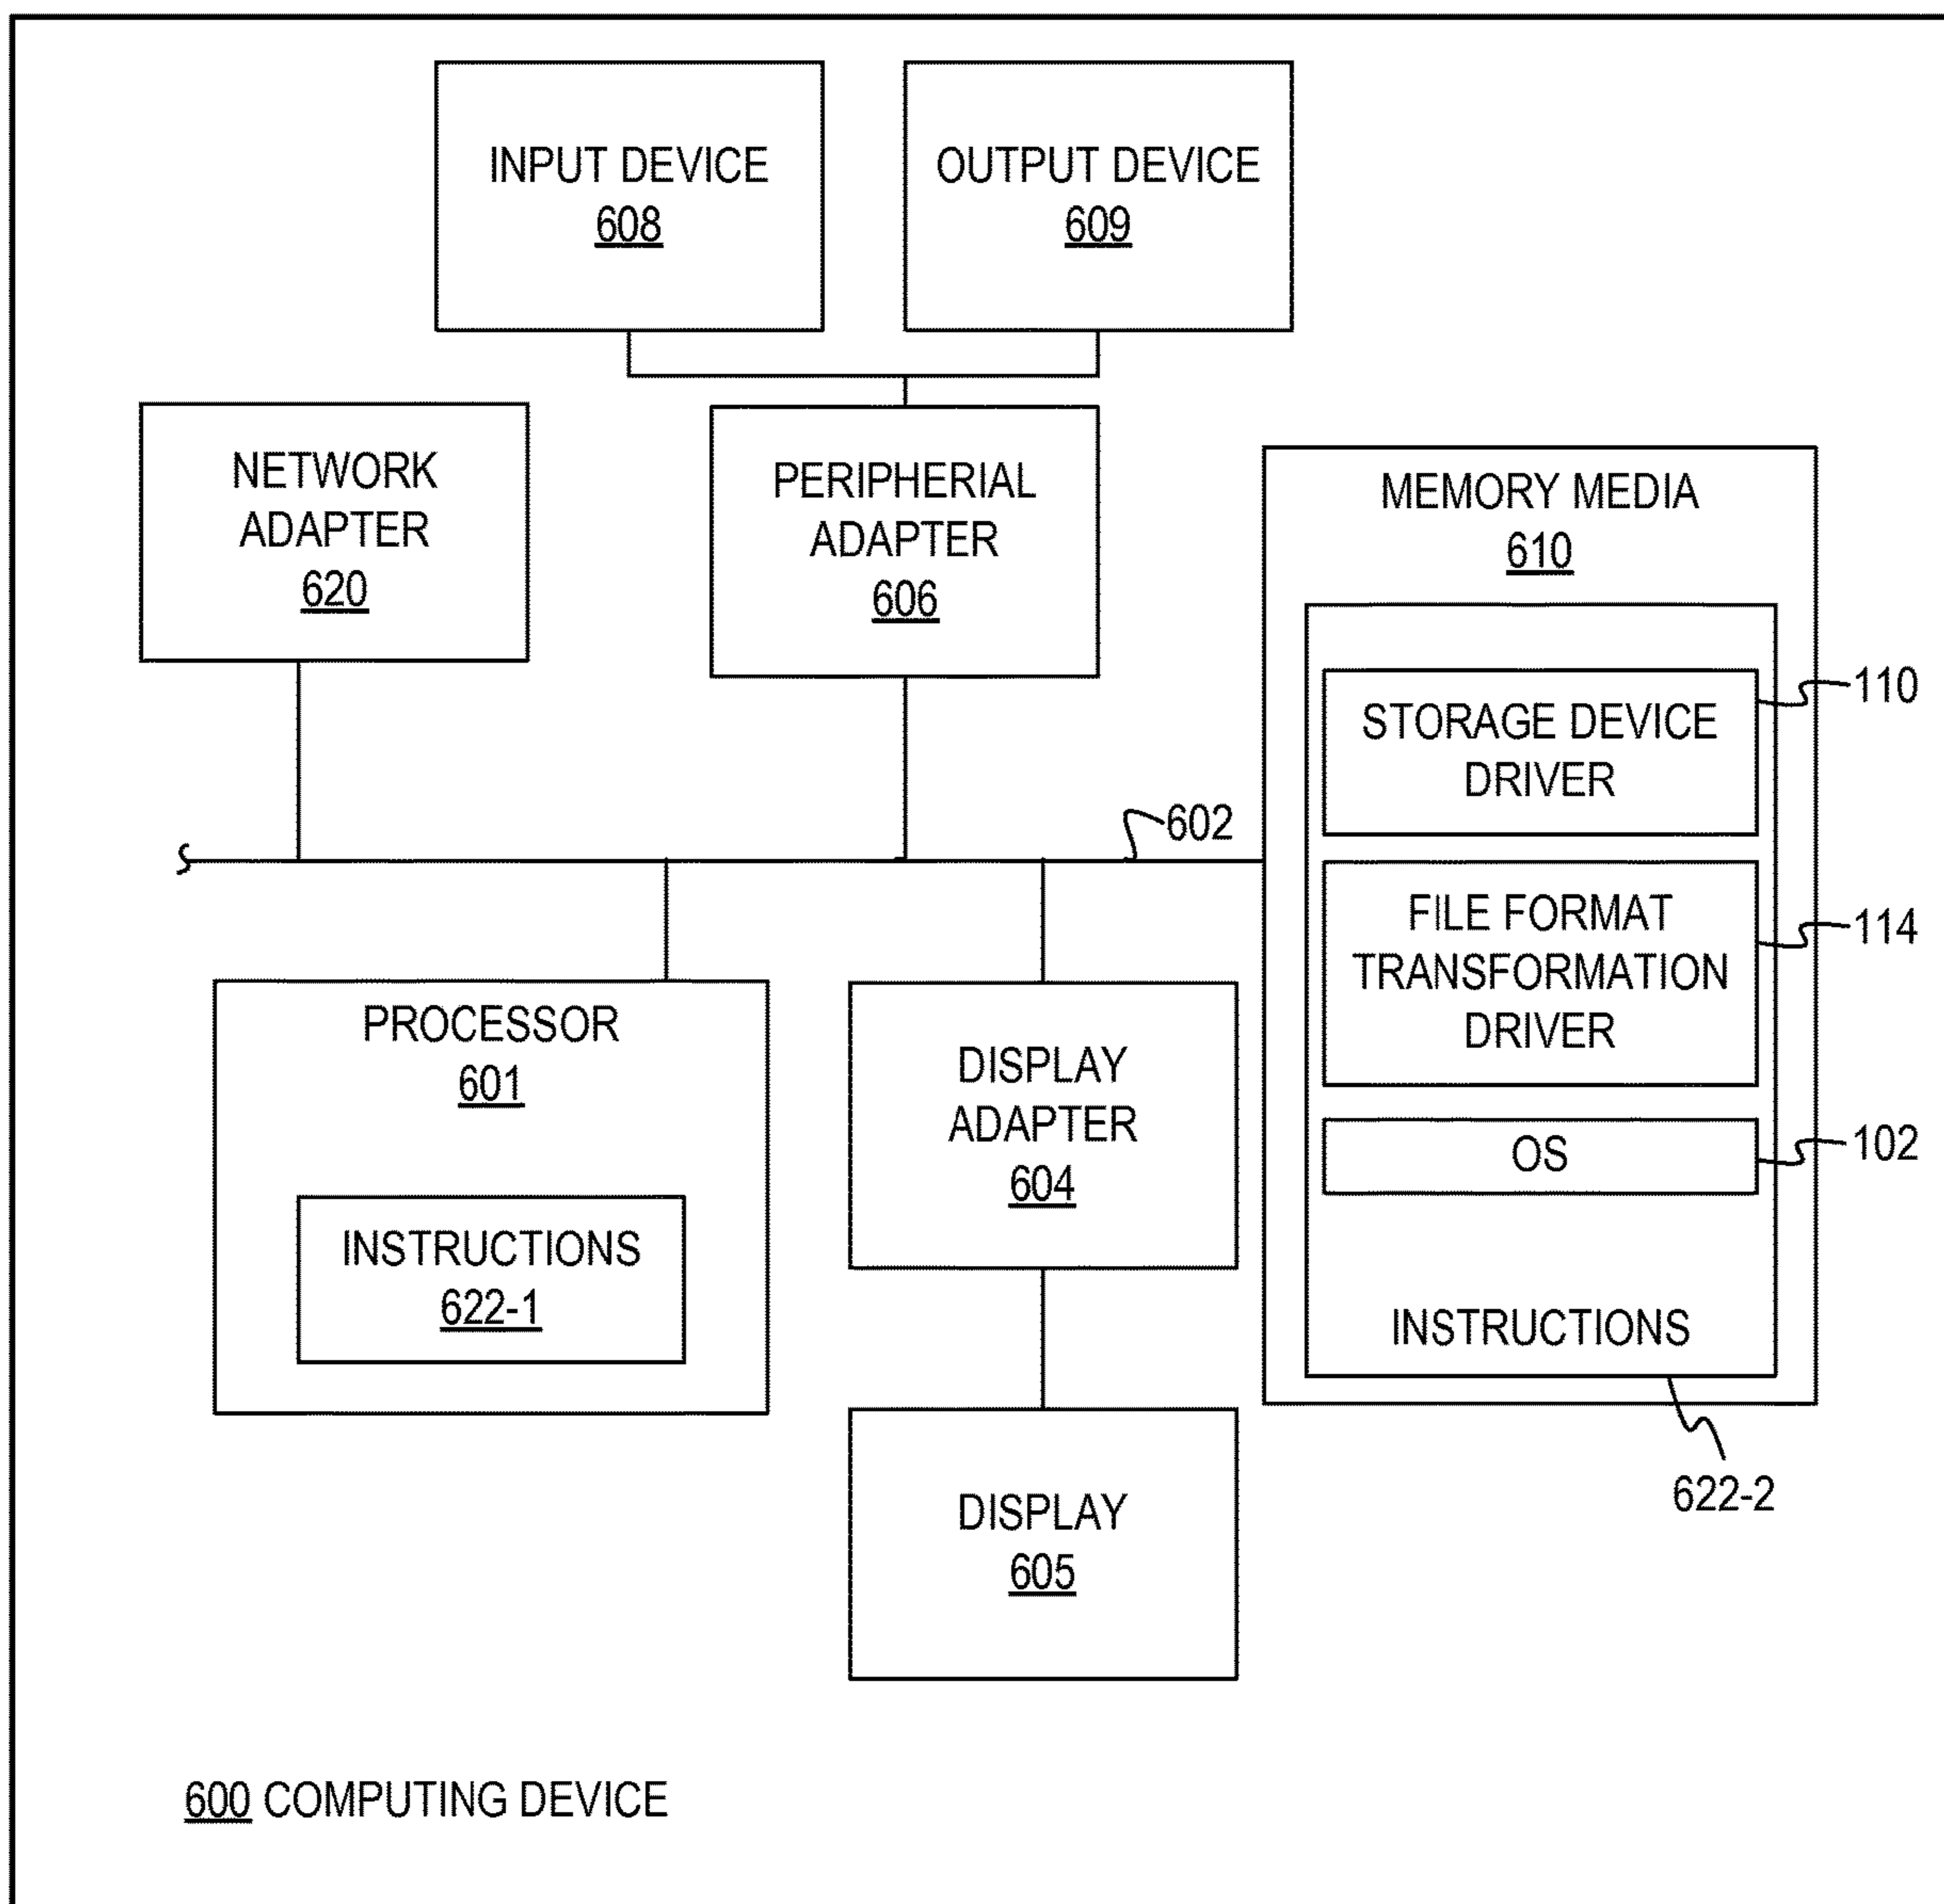 INPUT DEVICE
608
OUTPUT DEVICE
609
NETWORK
ADAPTER
620
PERIPHERIAL
ADAPTER
606
MEMORY MEDIA
610
STORAGE DEVICE
DRIVER
110
602
FILE FORMAT
TRANSFORMATION
DRIVER
114
OS
102
INSTRUCTIONS
622-2
PROCESSOR
601
INSTRUCTIONS
622-1
DISPLAY
ADAPTER
604
DISPLAY
605
600 COMPUTING DEVICE